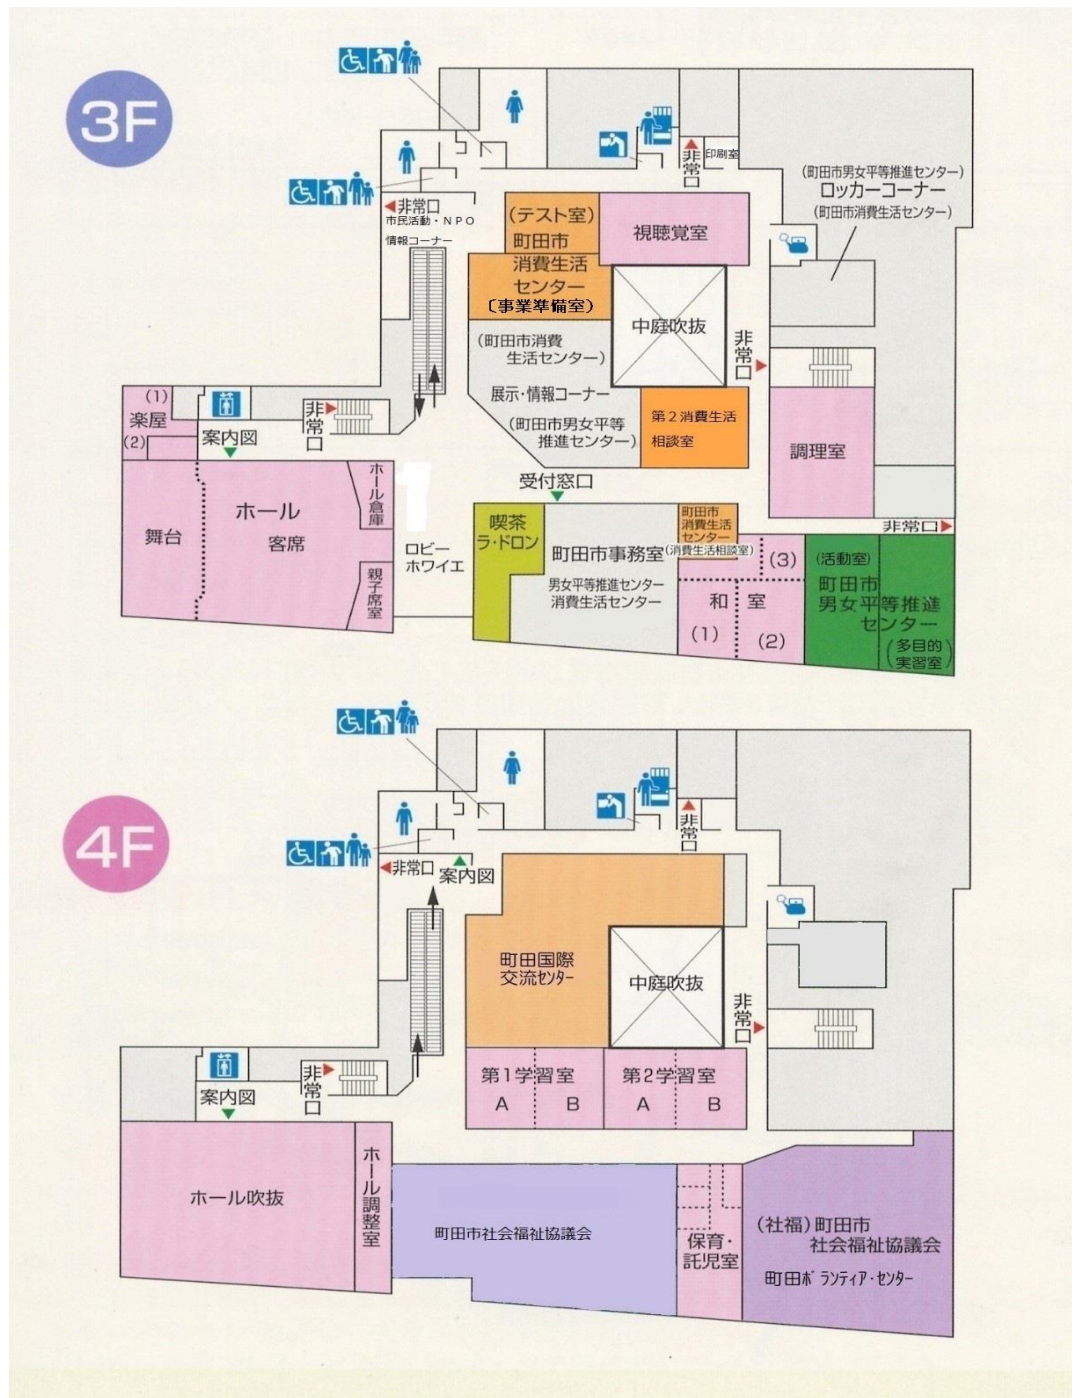 3F
印刷室
非常口
(町田市男女平等推進センター)
ロッカーコーナー
(町田市消費生活センター)
非常口
市民活動・NPO
情報コーナー
(テスト室)
町田市
消費生活
センター
〔事業準備室)
視聴覚室
中庭吹抜
(町田市消費
生活センター)
展示・情報コーナー
(町田市男女平等
推進センター)
非常口
第2消費生活
相談室
調理室
(1)
楽屋
(2)
案内図
非常口
受付窓口
舞台
ホール
客席
ホール倉庫
親子席室
1
ロビー
ホワイエ
喫茶
ラ・ドロン
町田市事務室
男女平等推進センター
消費生活センター
町田市
消費生活
センター
(消費生活相談室)
(3)
和室
(1)
(2)
非常口
(活動室)
町田市
男女平等推進
センター
(多目的
実習室)
4F
非常口
非常口
案内図
町田国際
交流センター
中庭吹抜
非常口
案内図
非常口
第1学習室
A B
第2学習室
A B
ホール吹抜
ホール調整室
町田市社会福祉協議会
保育・
託児室
(社福)町田市
社会福祉協議会
町田ボランティア・センター